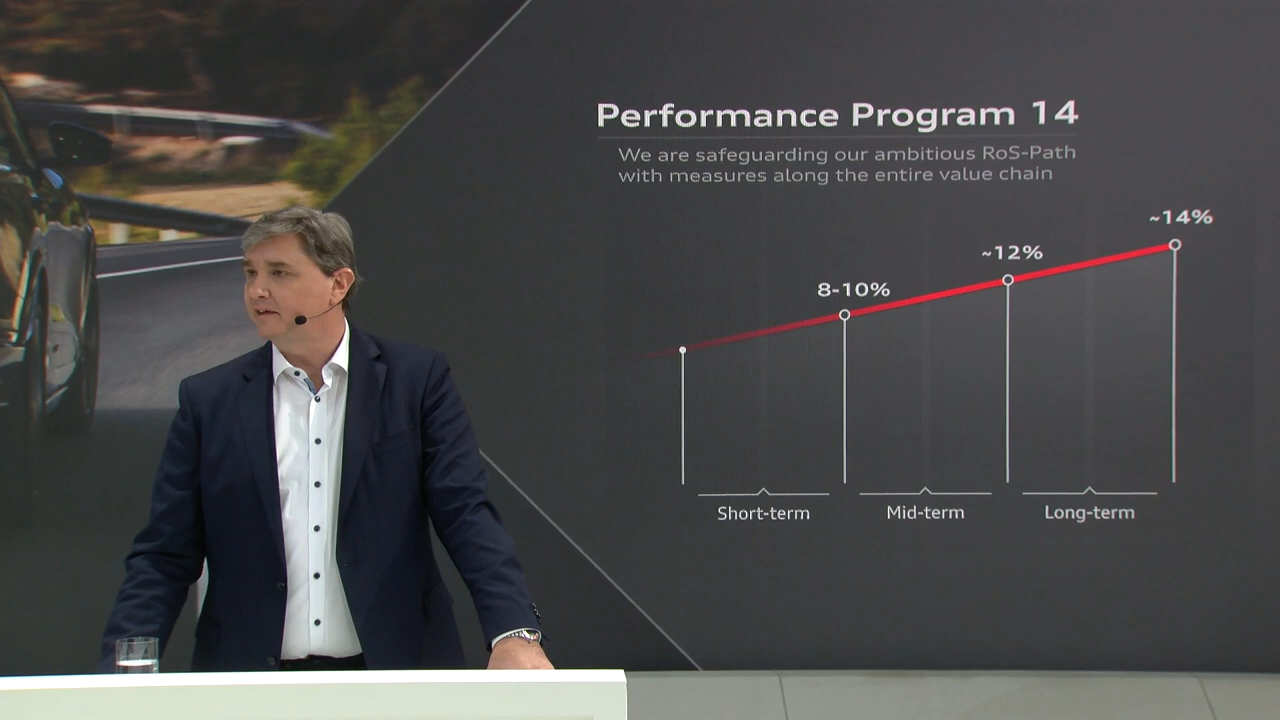 Performance Program 14
We are safeguarding our ambitious RoS-Path
with measures along the entire value chain
~14%
~12%
8-10%
Short-term
Mid-term
Long-term